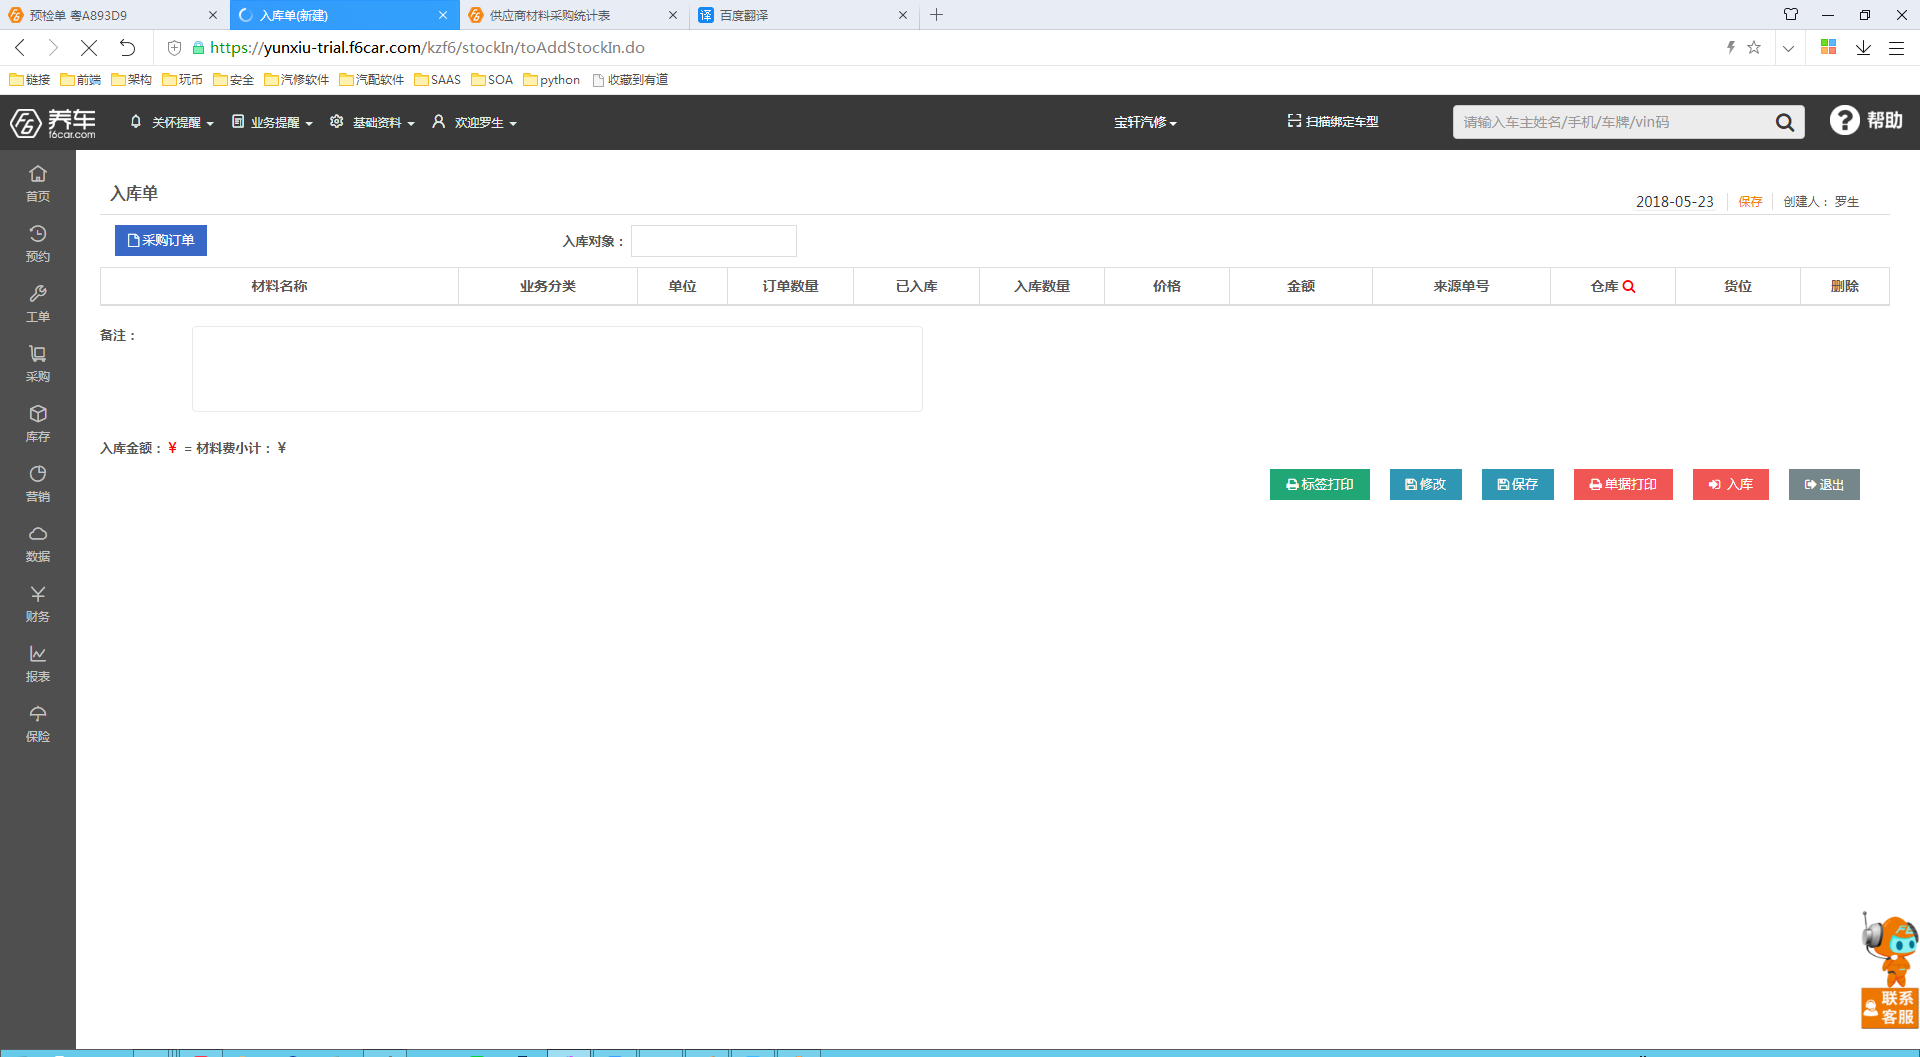 预检单 粤A893D9
入库单(新建)
供应商材料采购统计表
译 百度翻译
https://yunxiu-trial.f6car.com/kzf6/stockIn/toAddStockIn.do
链接 前端 架构 玩币 安全 汽修软件 汽配软件 SAAS SOA python 收藏到有道
养车
f6car.com
关怀提醒 业务提醒 基础资料 欢迎罗生 宝轩汽修 扫描绑定车型 请输入车主姓名/手机/车牌/vin码 ? 帮助
首页
预约
工单
采购
库存
营销
数据
财务
报表
保险
入库单
2018-05-23 保存 创建人： 罗生
采购订单 入库对象：
材料名称 业务分类 单位 订单数量 已入库 入库数量 价格 金额 来源单号 仓库 货位 删除
备注：
入库金额：￥ = 材料费小计：￥
标签打印 修改 保存 单据打印 入库 退出
联系
客服